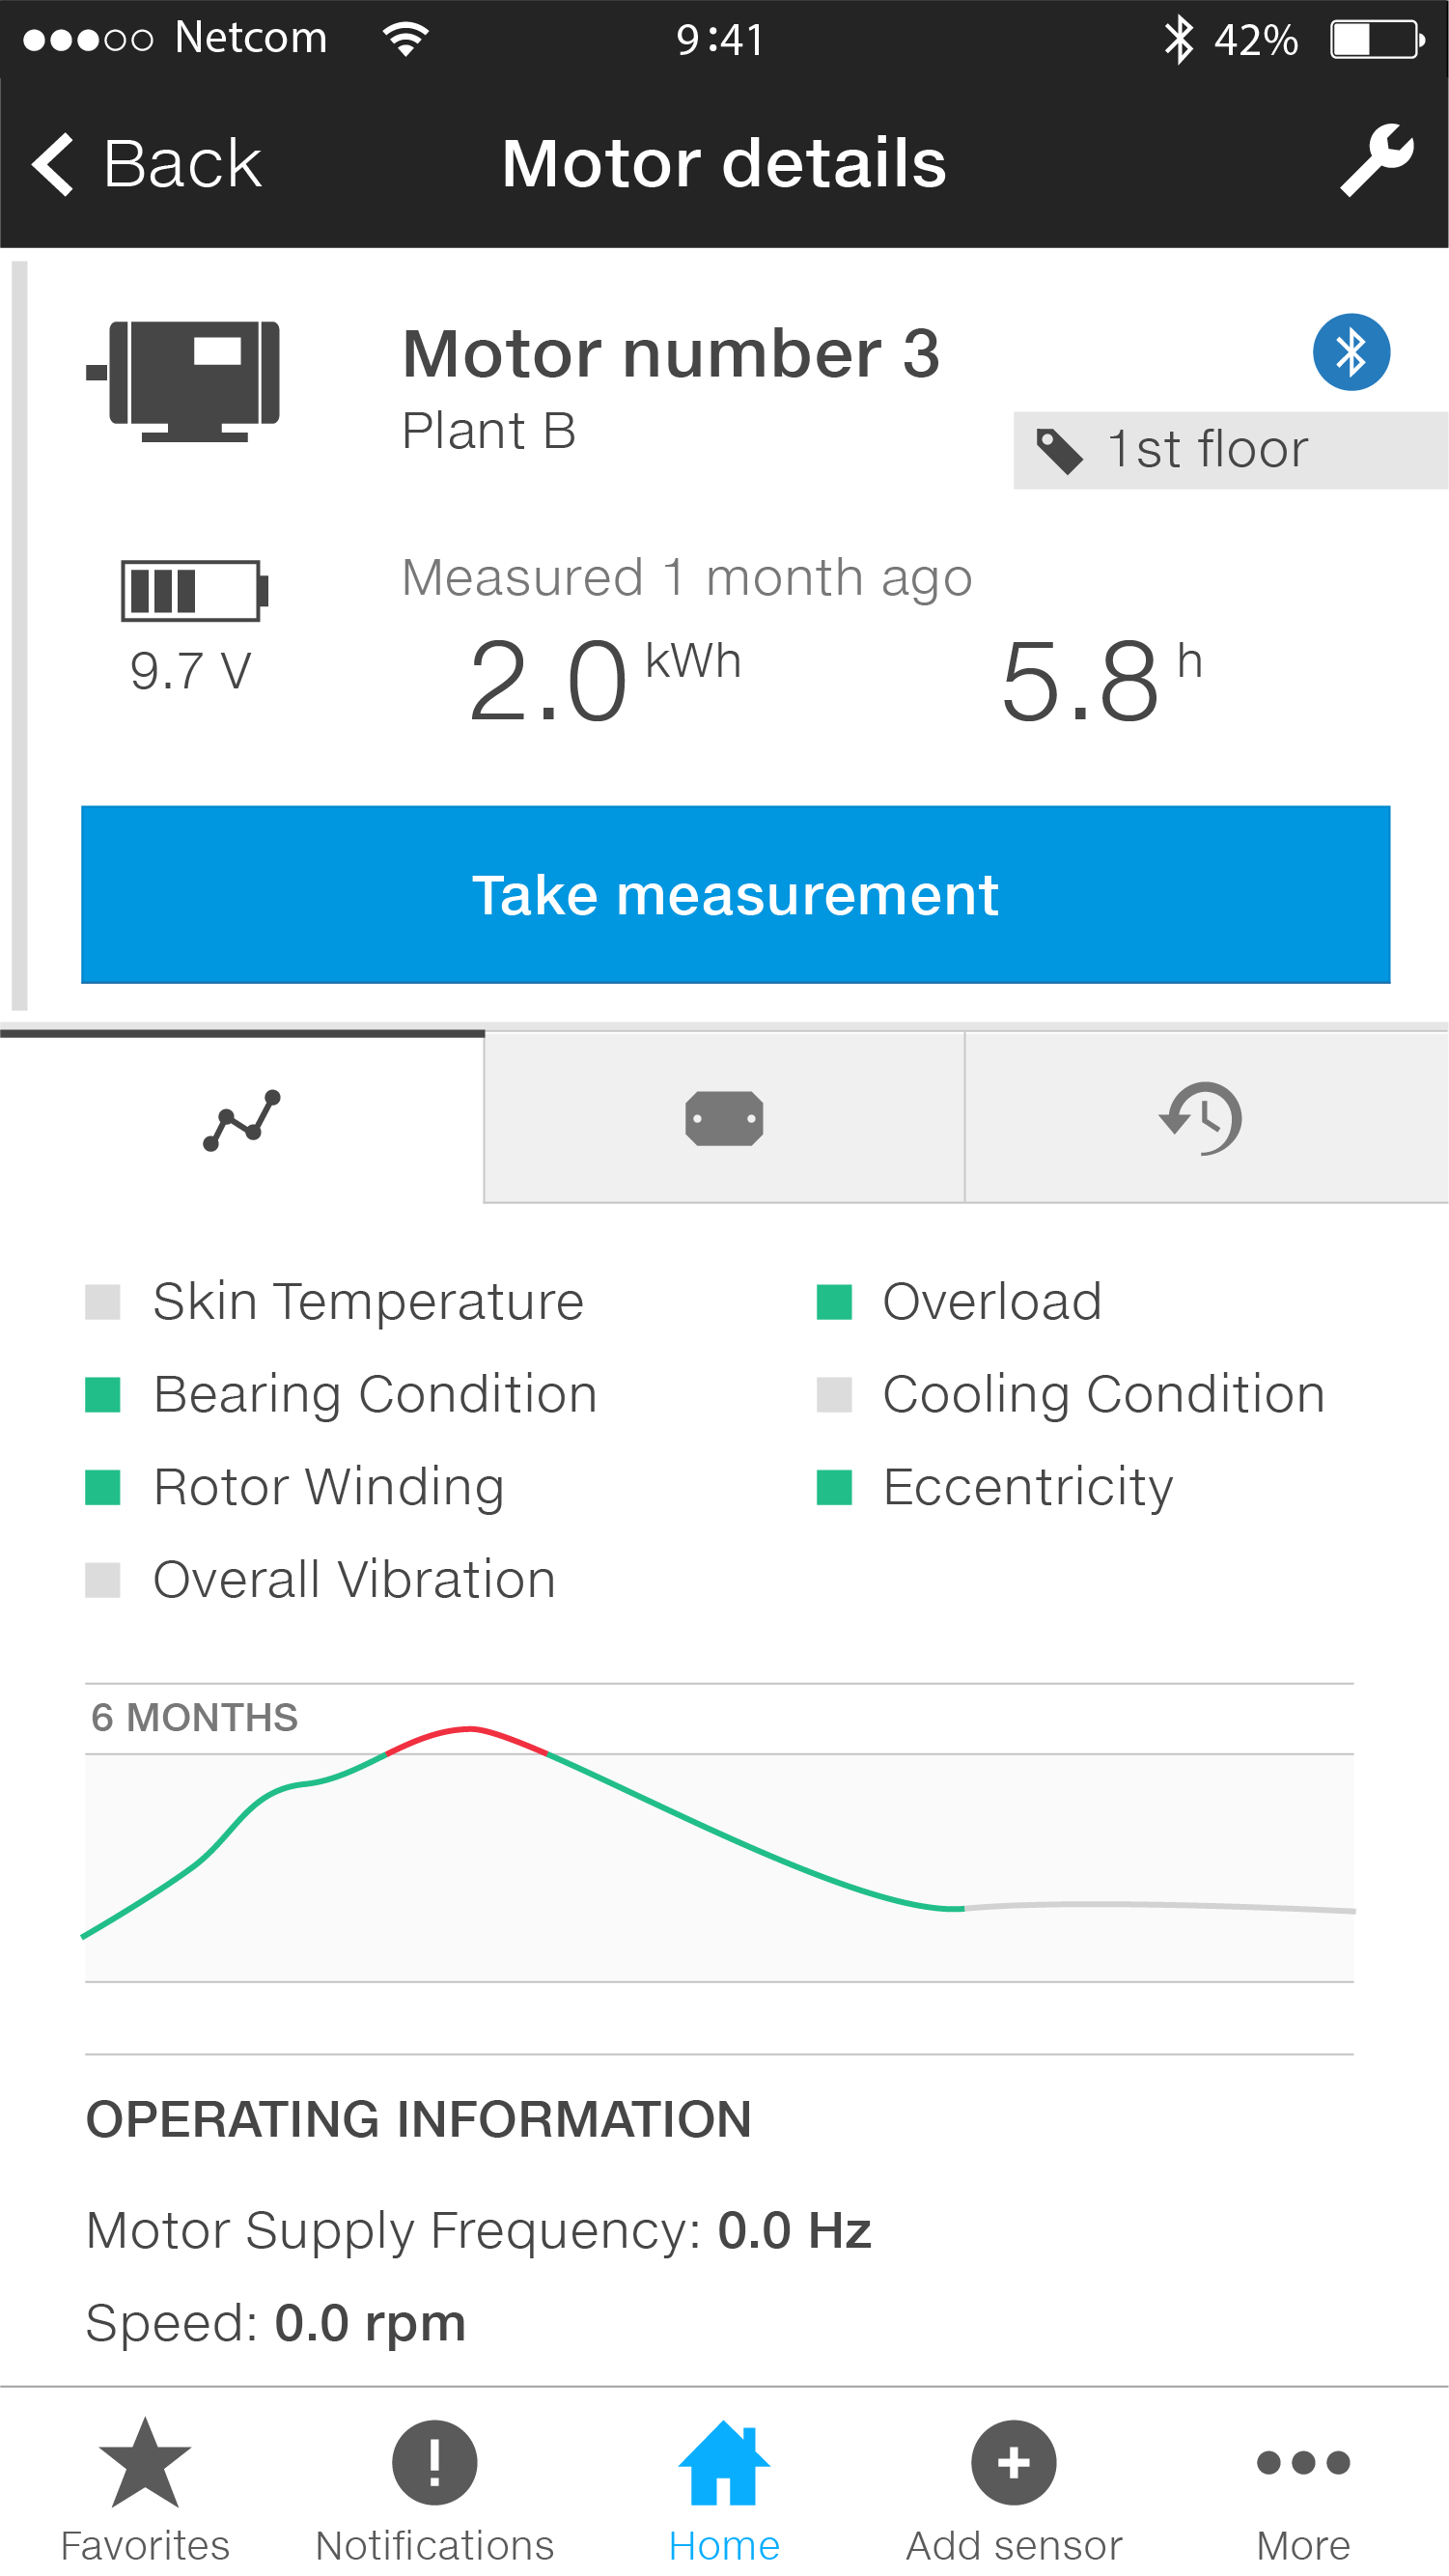 Netcom 9:41 42%
Back Motor details
Motor number 3
Plant B
1st floor
Measured 1 month ago
9.7 V 2.0 kWh 5.8 h
Take measurement
Skin Temperature Overload
Bearing Condition Cooling Condition
Rotor Winding Eccentricity
Overall Vibration
6 MONTHS
OPERATING INFORMATION
Motor Supply Frequency: 0.0 Hz
Speed: 0.0 rpm
Favorites Notifications Home Add sensor More